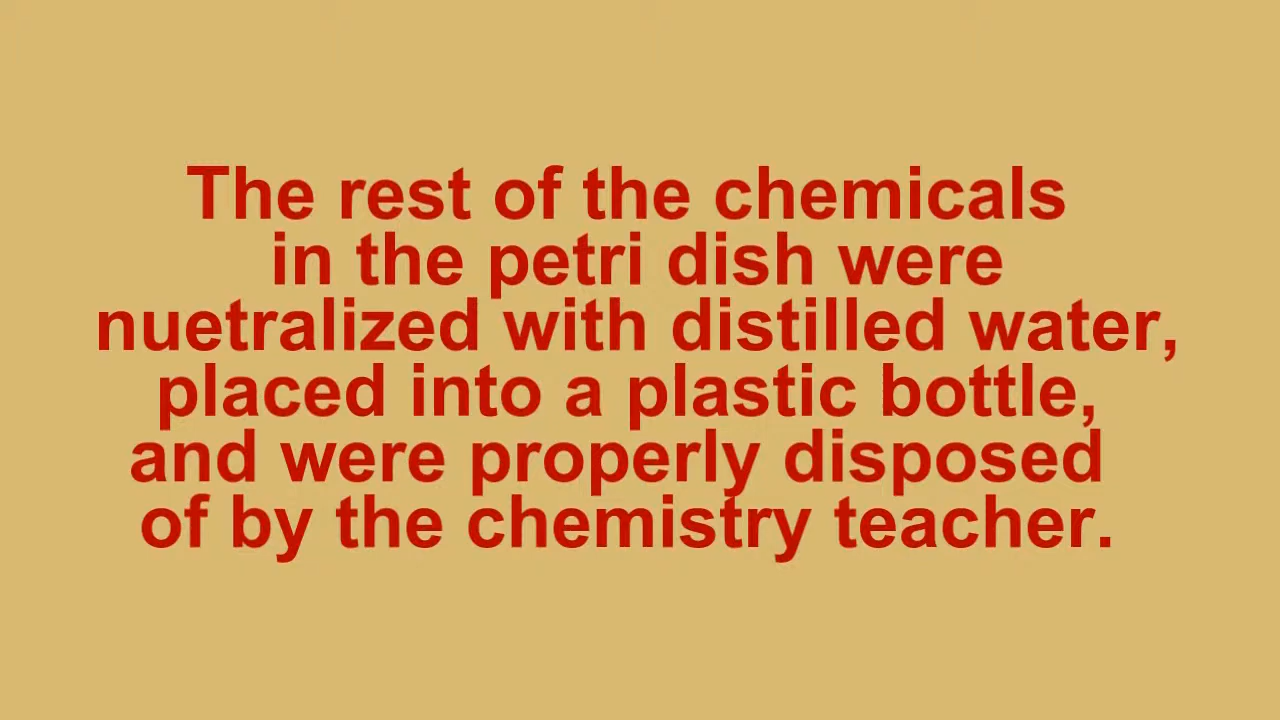 The rest of the chemicals
in the petri dish were
nuetralized with distilled water,
placed into a plastic bottle,
and were properly disposed
of by the chemistry teacher.